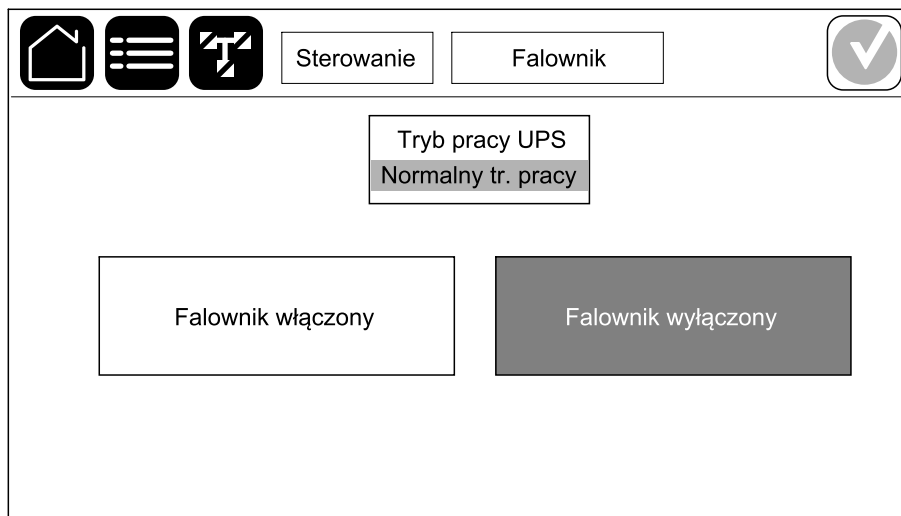 Sterowanie
Falownik
Tryb pracy UPS
Normalny tr. pracy
Falownik włączony
Falownik wyłączony